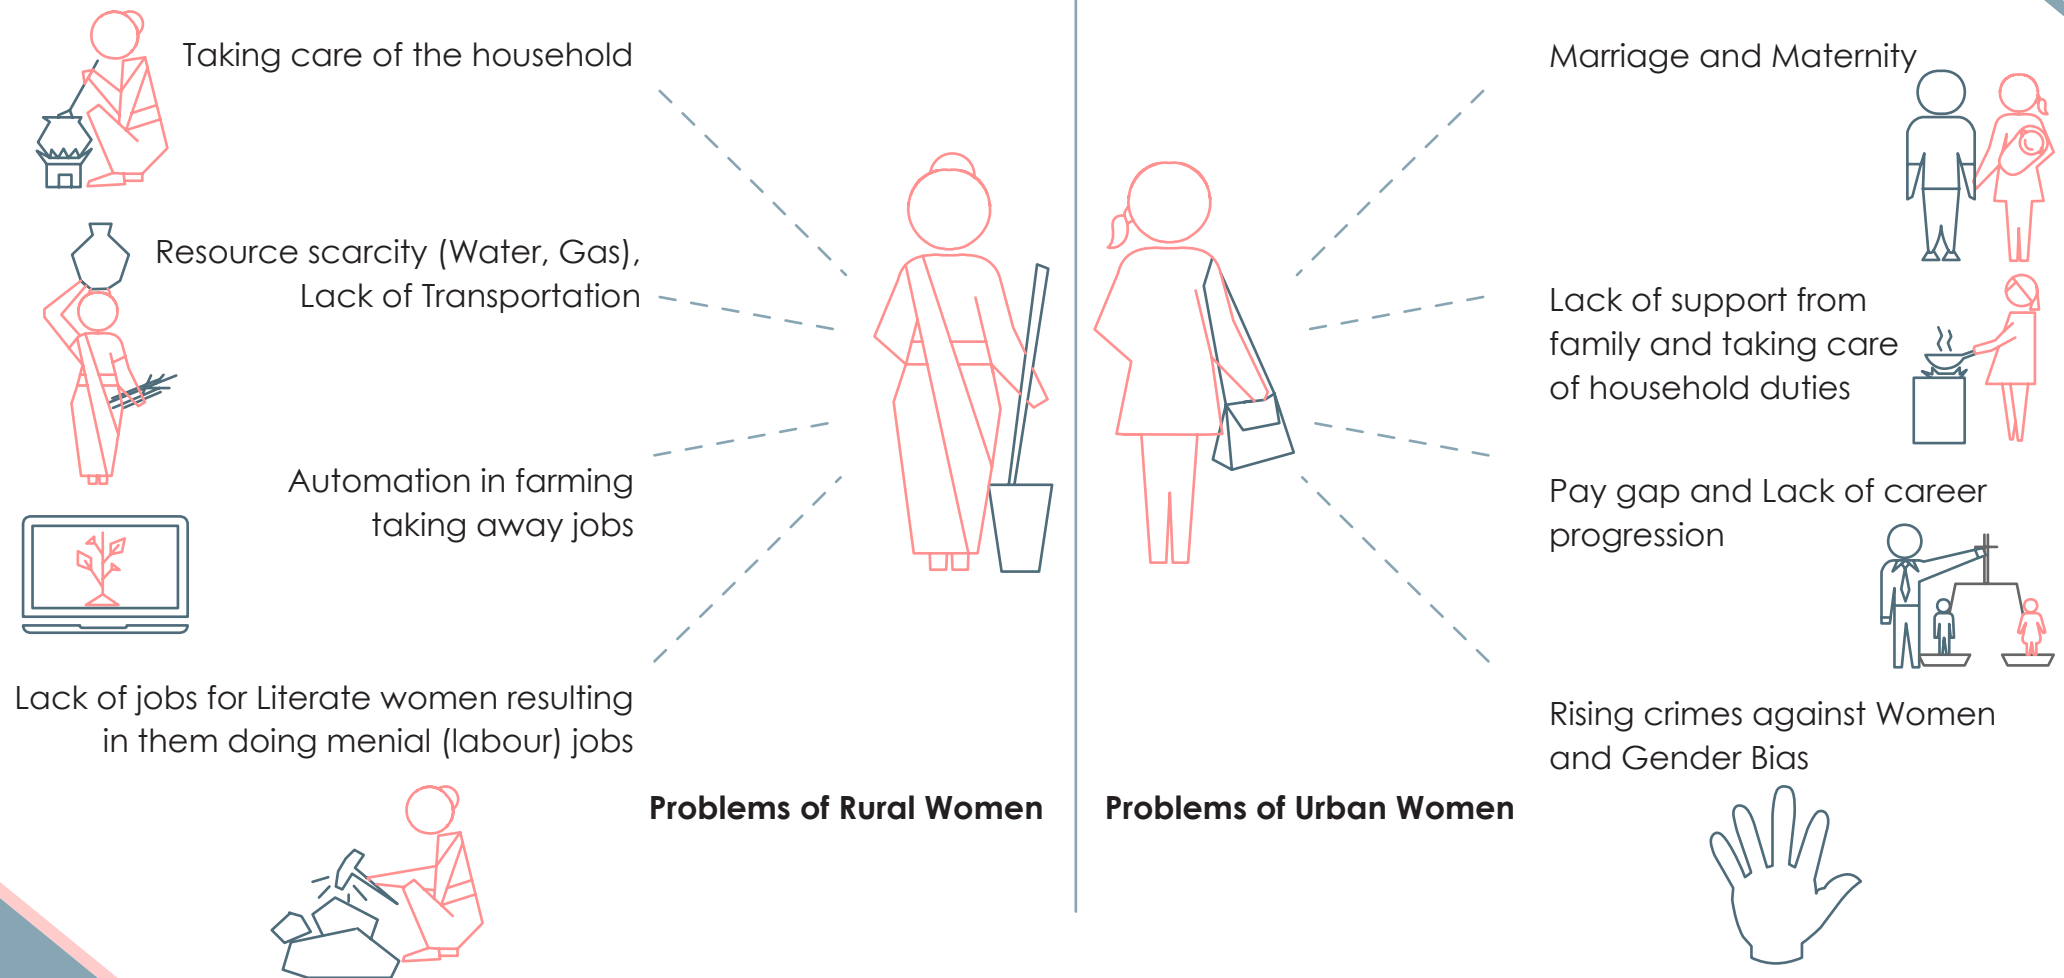 Taking care of the household
Resource scarcity (Water, Gas),
Lack of Transportation
Automation in farming
taking away jobs
Lack of jobs for Literate women resulting
in them doing menial (labour) jobs
Problems of Rural Women
Marriage and Maternity
Lack of support from
family and taking care
of household duties
Pay gap and Lack of career
progression
Rising crimes against Women
and Gender Bias
Problems of Urban Women